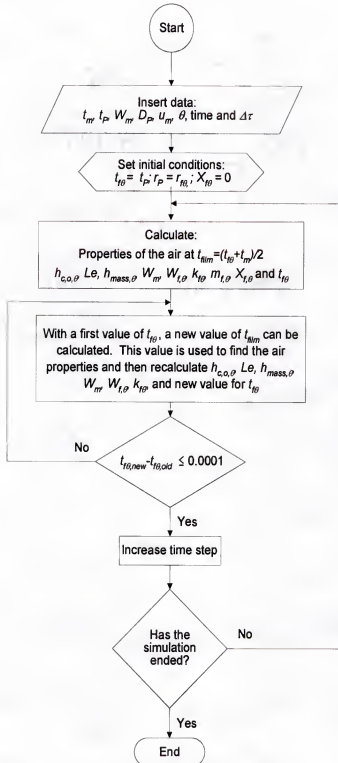 Start
Insert data:
t_m, t_P, W_m, D_P, u_m, θ, time and Δτ
Set initial conditions:
t_fθ = t_P; r_P = r_fθ,; X_fθ = 0
Calculate:
Properties of the air at t_film=(t_fθ+t_m)/2
h_c,o,θ Le, h_mass,θ W_m, W_f,θ k_fθ m_f,θ X_f,θ and t_fθ
With a first value of t_fθ, a new value of t_film can be
calculated. This value is used to find the air
properties and then recalculate h_c,o,θ Le, h_mass,θ
W_m, W_f,θ k_fθ, and new value for t_fθ
No
t_fθ,new-t_fθ,old ≤ 0.0001
Yes
Increase time step
Has the
simulation
ended?
No
Yes
End